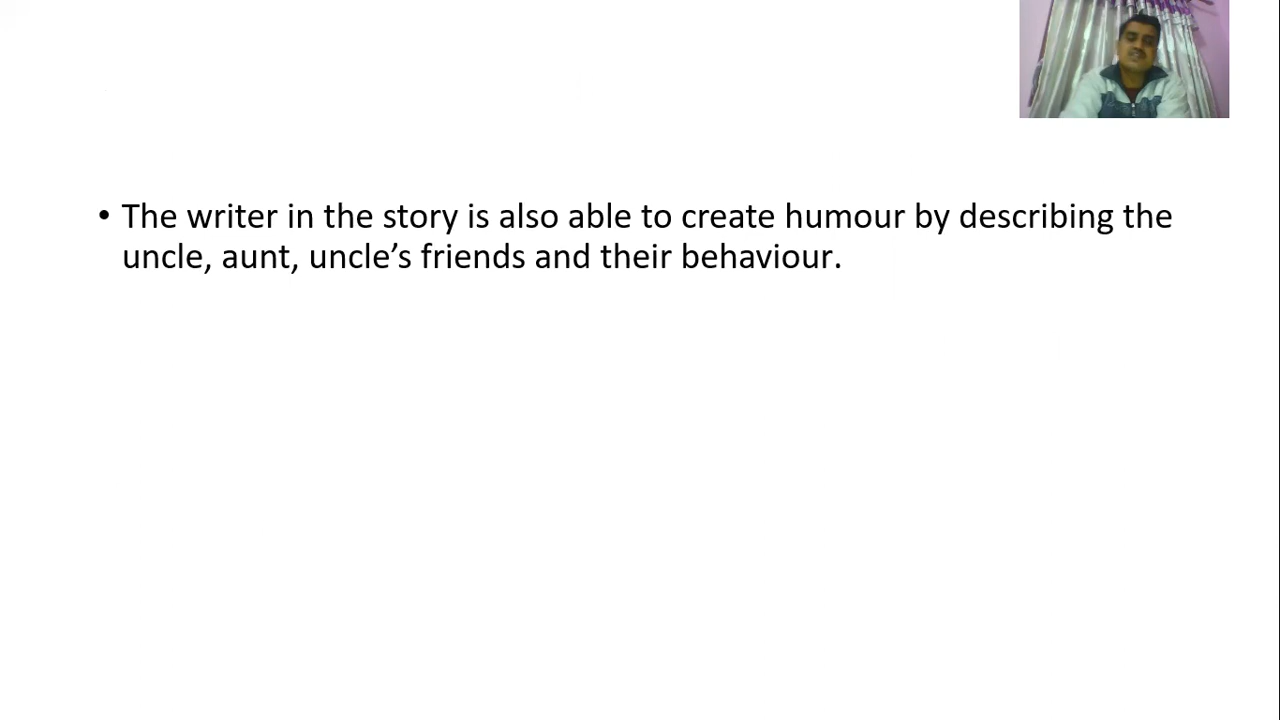 • The writer in the story is also able to create humour by describing the
uncle, aunt, uncle’s friends and their behaviour.